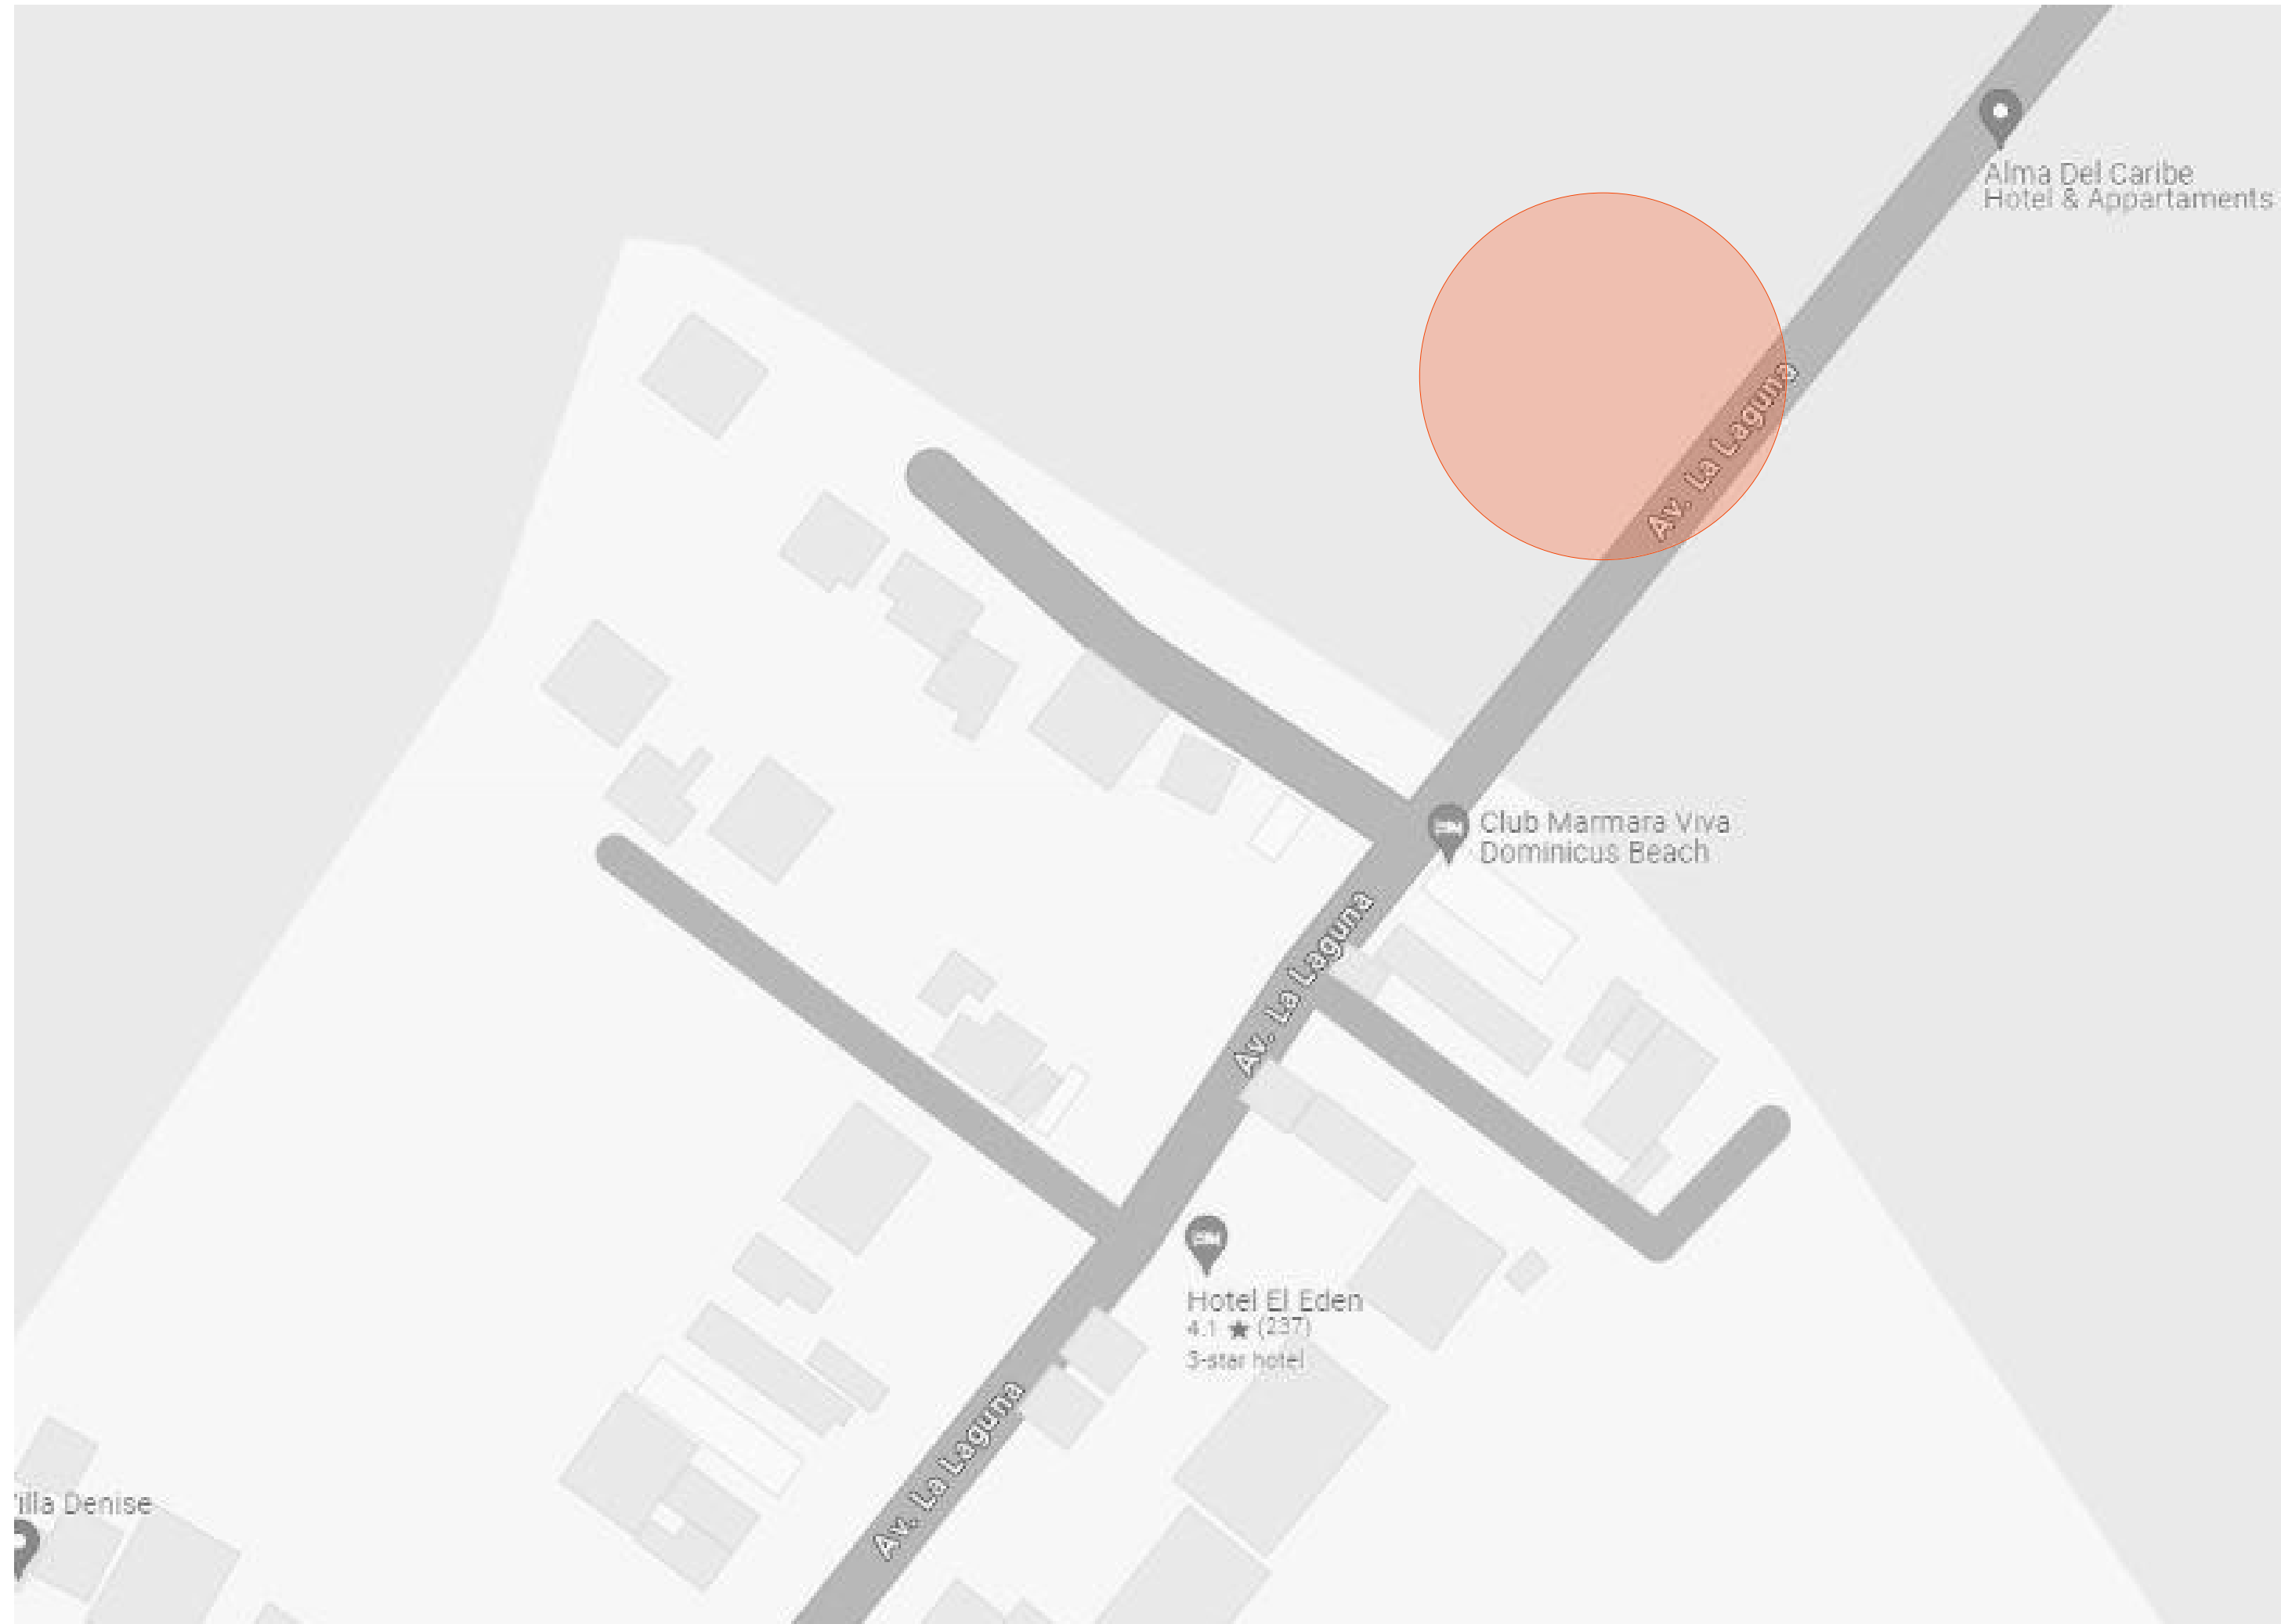 Alma Del Caribe
Hotel & Appartaments
Av. La Laguna
Club Marmara Viva
Dominicus Beach
Av. La Laguna
Hotel El Eden
4.1 ★ (237)
3-star hotel
Av. La Laguna
illa Denise